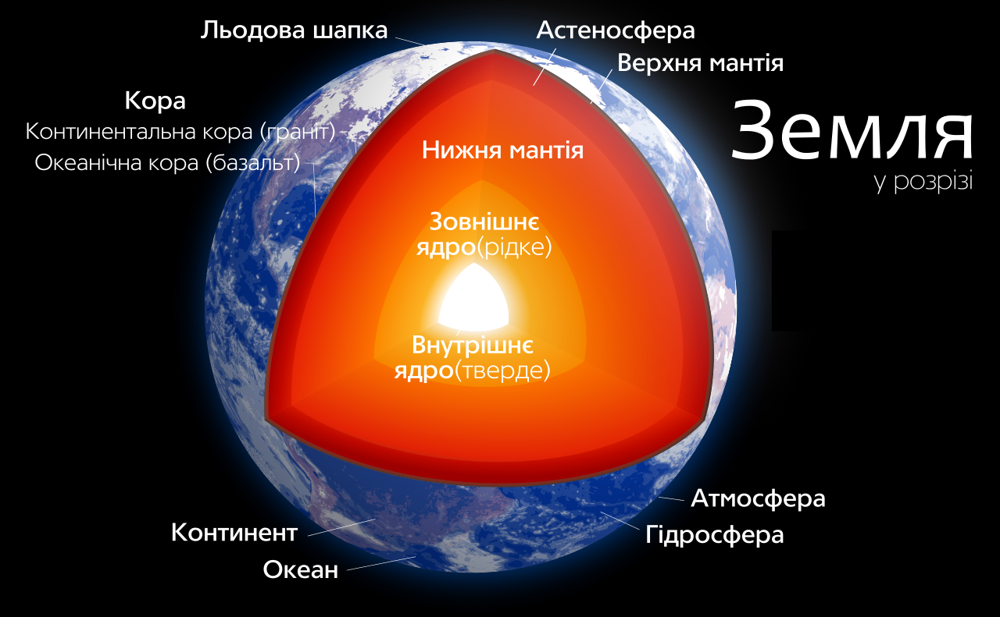 Льодова шапка
Астеносфера
Верхня мантія
Кора
Континентальна кора (граніт)
Океанічна кора (базальт)
Земля
у розрізі
Нижня мантія
Зовнішнє
ядро(рідке)
Внутрішнє
ядро(тверде)
Атмосфера
Гідросфера
Континент
Океан